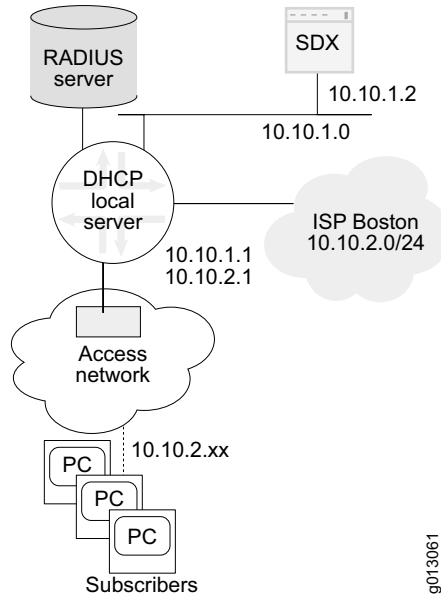 RADIUS
server
SDX
10.10.1.2
10.10.1.0
DHCP
local
server
ISP Boston
10.10.2.0/24
10.10.1.1
10.10.2.1
Access
network
10.10.2.xx
PC
PC
PC
Subscribers
g013061